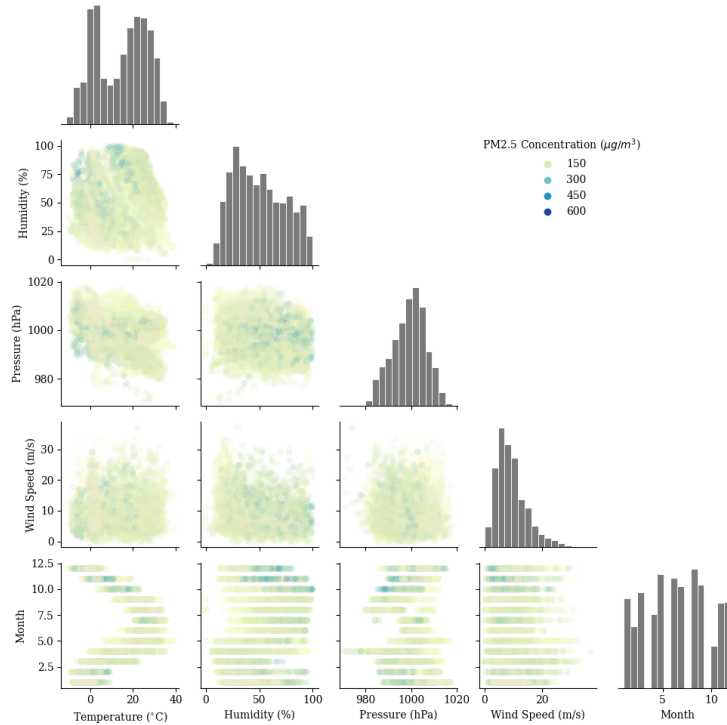 100
75
50
25
0
Humidity (%)
PM2.5 Concentration (μg/m³)
150
300
450
600
1020
1000
980
Pressure (hPa)
30
20
10
0
Wind Speed (m/s)
12.5
10.0
7.5
5.0
2.5
Month
0 20 40
Temperature (°C)
0 50 100
Humidity (%)
980 1000 1020
Pressure (hPa)
0 20
Wind Speed (m/s)
5 10
Month